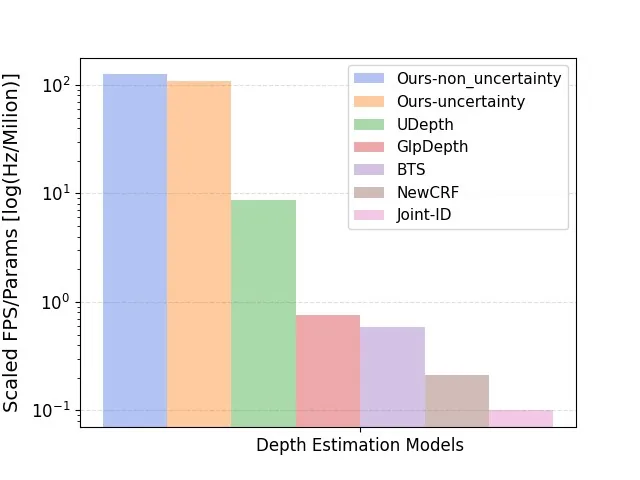 Scaled FPS/Params [log(Hz/Milion)]
10²
10¹
10⁰
10⁻¹
Ours-non_uncertainty
Ours-uncertainty
UDepth
GlpDepth
BTS
NewCRF
Joint-ID
Depth Estimation Models